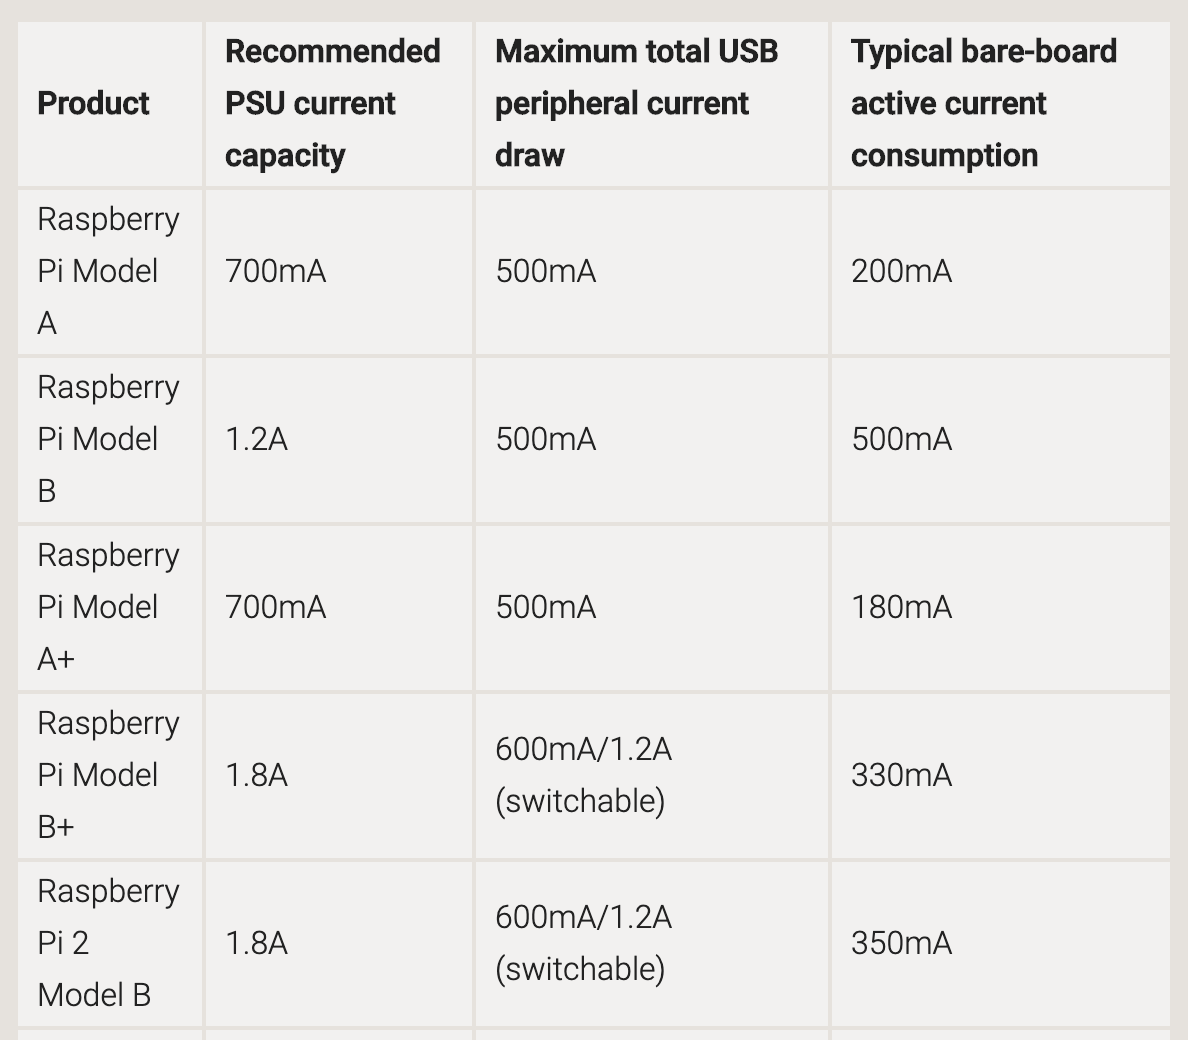 Product
Recommended
PSU current
capacity
Maximum total USB
peripheral current
draw
Typical bare-board
active current
consumption
Raspberry
Pi Model
A
700mA
500mA
200mA
Raspberry
Pi Model
B
1.2A
500mA
500mA
Raspberry
Pi Model
A+
700mA
500mA
180mA
Raspberry
Pi Model
B+
1.8A
600mA/1.2A
(switchable)
330mA
Raspberry
Pi 2
Model B
1.8A
600mA/1.2A
(switchable)
350mA